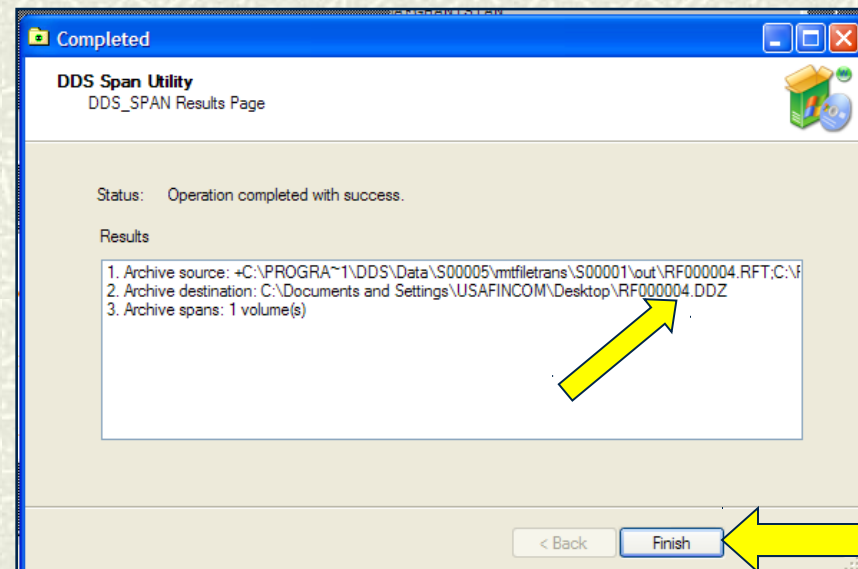 Completed
DDS Span Utility
DDS_SPAN Results Page
Status: Operation completed with success.
Results
1. Archive source: +C:\PROGRA~1\DDS\Data\S00005\mtfiletrans\S00001\out\RF000004.RFT;C:\F
2. Archive destination: C:\Documents and Settings\USAFINCOM\Desktop\RF000004.DDZ
3. Archive spans: 1 volume(s)
< Back
Finish